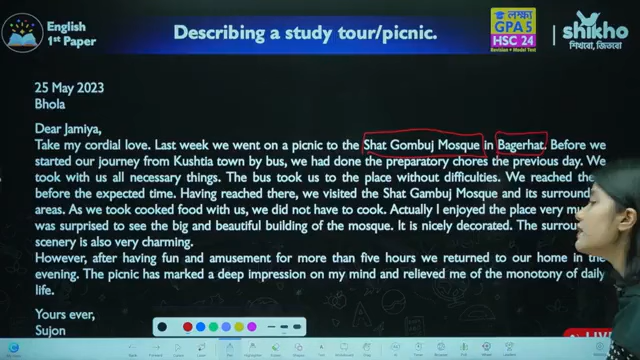 English
1st Paper
Describing a study tour/picnic.
লক্ষ্য
GPA 5
HSC 24
Revision + Model Test
shikho
শিখবো, জিতবো
25 May 2023
Bhola
Dear Jamiya,
Take my cordial love. Last week we went on a picnic to the Shat Gombuj Mosque in Bagerhat. Before we
started our journey from Kushtia town by bus, we had done the preparatory chores the previous day. We
took with us all necessary things. The bus took us to the place without difficulties. We reached the
before the expected time. Having reached there, we visited the Shat Gambuj Mosque and its surround
areas. As we took cooked food with us, we did not have to cook. Actually I enjoyed the place very mu
was surprised to see the big and beautiful building of the mosque. It is nicely decorated. The surrou
scenery is also very charming.
However, after having fun and amusement for more than five hours we returned to our home in the
evening. The picnic has marked a deep impression on my mind and relieved me of the monotony of daily
life.
Yours ever,
Sujon